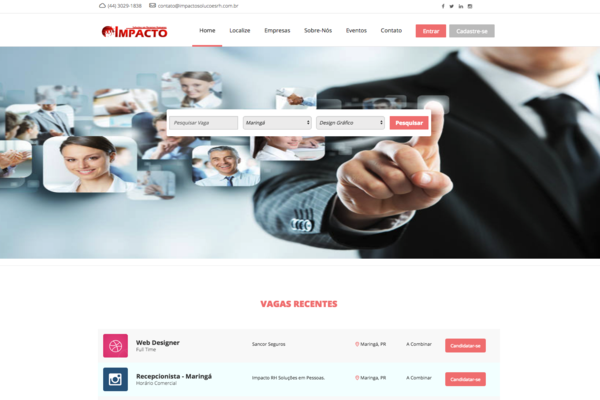 (44) 3029-1838 contato@impactosolucoesrh.com.br
IMPACTO
Home Localize Empresas Sobre-Nós Eventos Contato Entrar Cadastre-se
Pesquisar Vaga Maringá Design Gráfico Pesquisar
VAGAS RECENTES
Web Designer
Full Time
Sancor Seguros Maringá, PR A Combinar Candidatar-se
Recepcionista - Maringá
Horário Comercial
Impacto RH Soluções em Pessoas. Maringa, PR A Combinar Candidatar-se